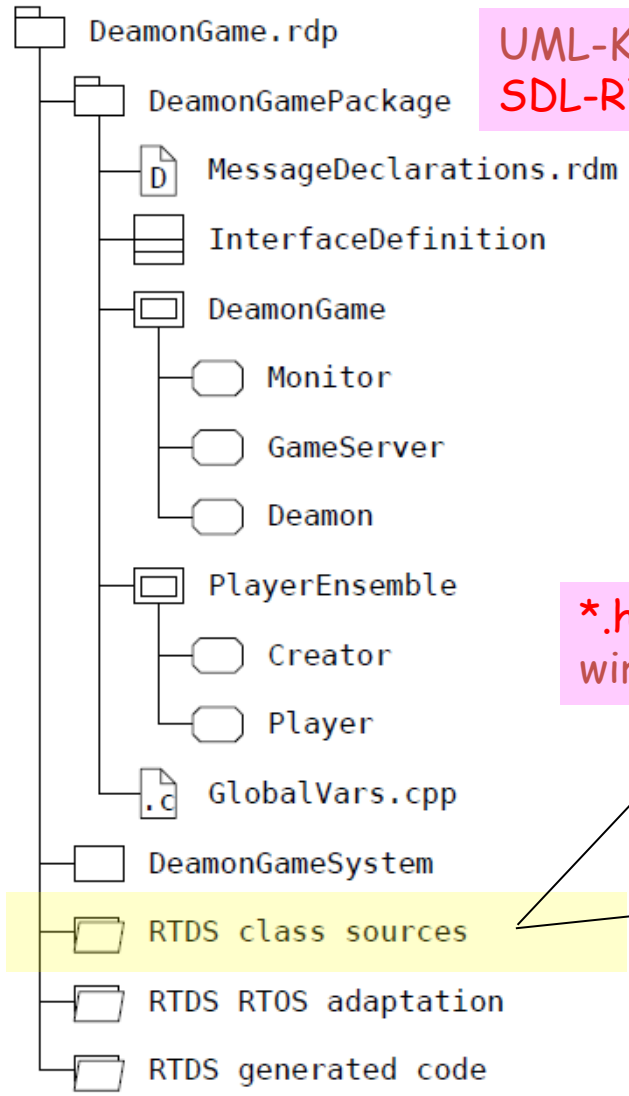 DeamonGame.rdp
UML-K
SDL-R
DeamonGamePackage
D
MessageDeclarations.rdm
InterfaceDefinition
DeamonGame
Monitor
GameServer
Deamon
PlayerEnsemble
*.h
Creator
Player
.c
GlobalVars.cpp
DeamonGameSystem
RTDS class sources
RTDS RTOS adaptation
RTDS generated code